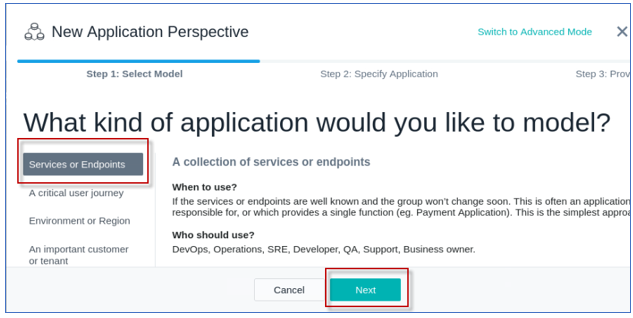 New Application Perspective
Switch to Advanced Mode
Step 1: Select Model
Step 2: Specify Application
Step 3: Prov
What kind of application would you like to model?
Services or Endpoints
A critical user journey
Environment or Region
An important customer
or tenant
A collection of services or endpoints
When to use?
If the services or endpoints are well known and the group won't change soon. This is often an application
responsible for, or which provides a single function (eg. Payment Application). This is the simplest approa
Who should use?
DevOps, Operations, SRE, Developer, QA, Support, Business owner.
Cancel
Next